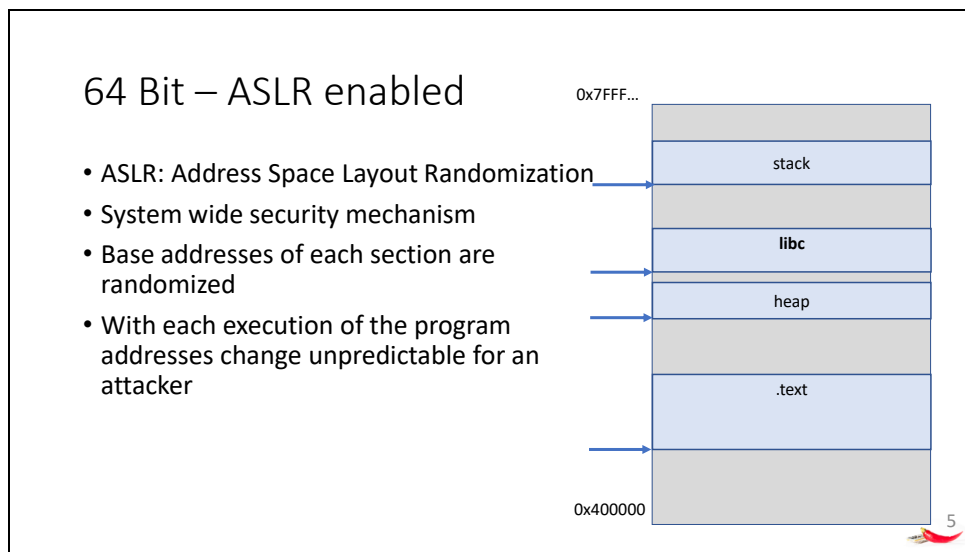 64 Bit – ASLR enabled
• ASLR: Address Space Layout Randomization
• System wide security mechanism
• Base addresses of each section are
randomized
• With each execution of the program
addresses change unpredictable for an
attacker
0x7FFF...
stack
libc
heap
.text
0x400000
5